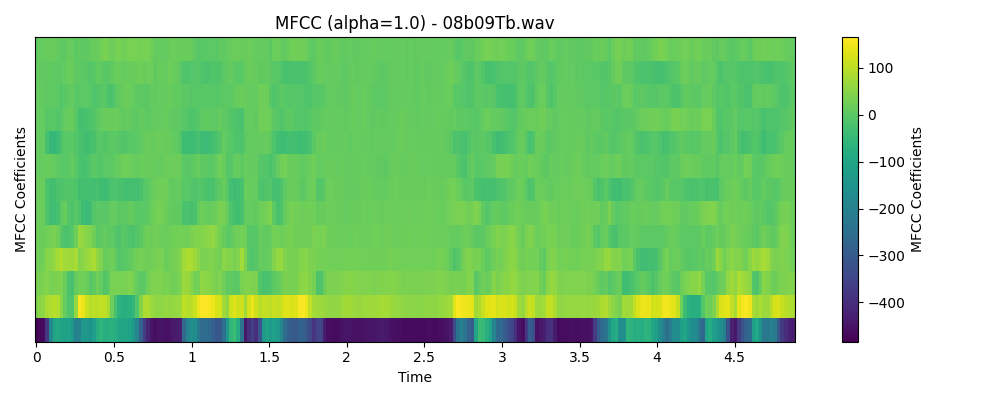 MFCC (alpha=1.0) - 08b09Tb.wav
MFCC Coefficients
0 0.5 1 1.5 2 2.5 3 3.5 4 4.5
Time
100
0
−100
−200
−300
−400
MFCC Coefficients